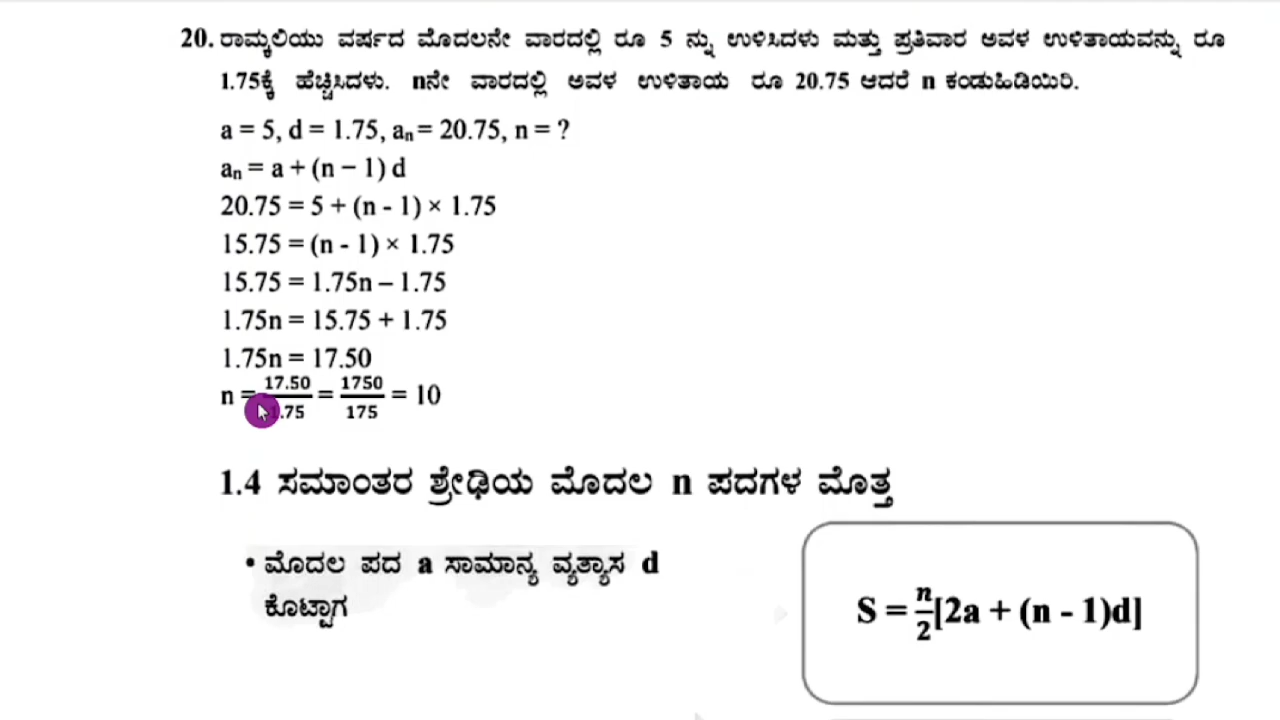 20. ರಾಮ್ಕಲಿಯು ವರ್ಷದ ಮೊದಲನೇ ವಾರದಲ್ಲಿ ರೂ 5 ನ್ನು ಉಳಿಸಿದಳು ಮತ್ತು ಪ್ರತಿವಾರ ಅವಳ ಉಳಿತಾಯವನ್ನು ರೂ
1.75ಕ್ಕೆ ಹೆಚ್ಚಿಸಿದಳು. nನೇ ವಾರದಲ್ಲಿ ಅವಳ ಉಳಿತಾಯ ರೂ 20.75 ಆದರೆ n ಕಂಡುಹಿಡಿಯಿರಿ.
a = 5, d = 1.75, aₙ = 20.75, n = ?
aₙ = a + (n − 1) d
20.75 = 5 + (n - 1) × 1.75
15.75 = (n - 1) × 1.75
15.75 = 1.75n – 1.75
1.75n = 15.75 + 1.75
1.75n = 17.50
n = 17.50/1.75 = 1750/175 = 10
1.4 ಸಮಾಂತರ ಶ್ರೇಢಿಯ ಮೊದಲ n ಪದಗಳ ಮೊತ್ತ
• ಮೊದಲ ಪದ a ಸಾಮಾನ್ಯ ವ್ಯತ್ಯಾಸ d
ಕೊಟ್ಟಾಗ
S = n/2[2a + (n - 1)d]